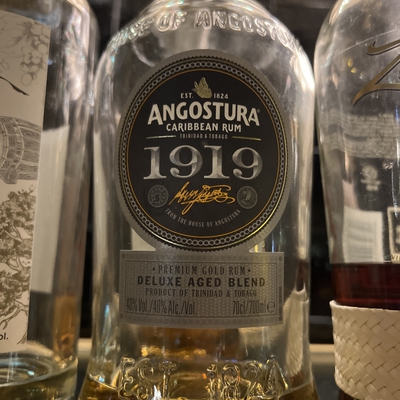 HOUSE OF ANGOSTURA
EST. 1824
ANGOSTURA®
CARIBBEAN RUM
TRINIDAD & TOBAGO
1919
FROM THE HOUSE OF ANGOSTURA
• PREMIUM GOLD RUM •
DELUXE AGED BLEND
PRODUCT OF TRINIDAD & TOBAGO
40% Vol./40% Alc./Vol.
70cl/700ml
EST. 1824
ol.